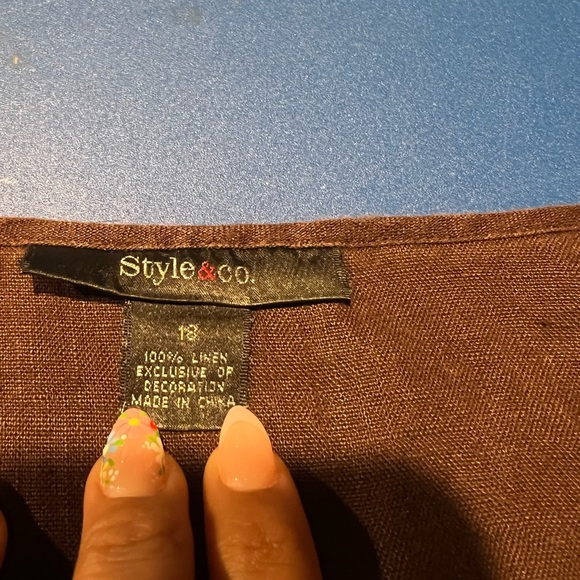 Style&co.
18
100% LINEN
EXCLUSIVE OF
DECORATION
MADE IN CHINA